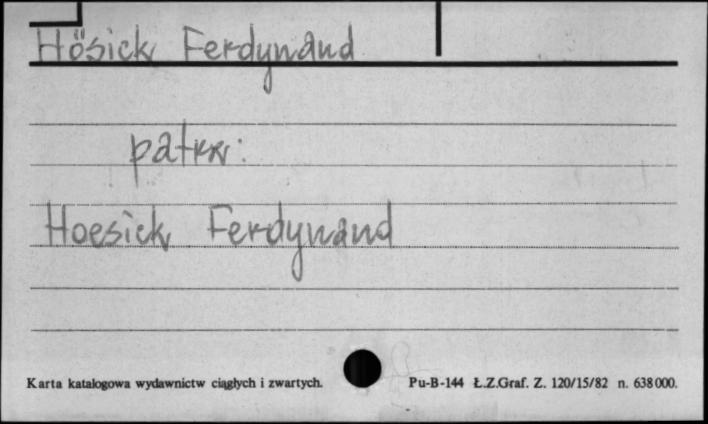 Hösick Ferdynand
patrz:
Hoesick Ferdynand
Karta katalogowa wydawnictw ciągłych i zwartych. Pu-B-144 Ł.Z.Graf. Z. 120/15/82 n. 638000.